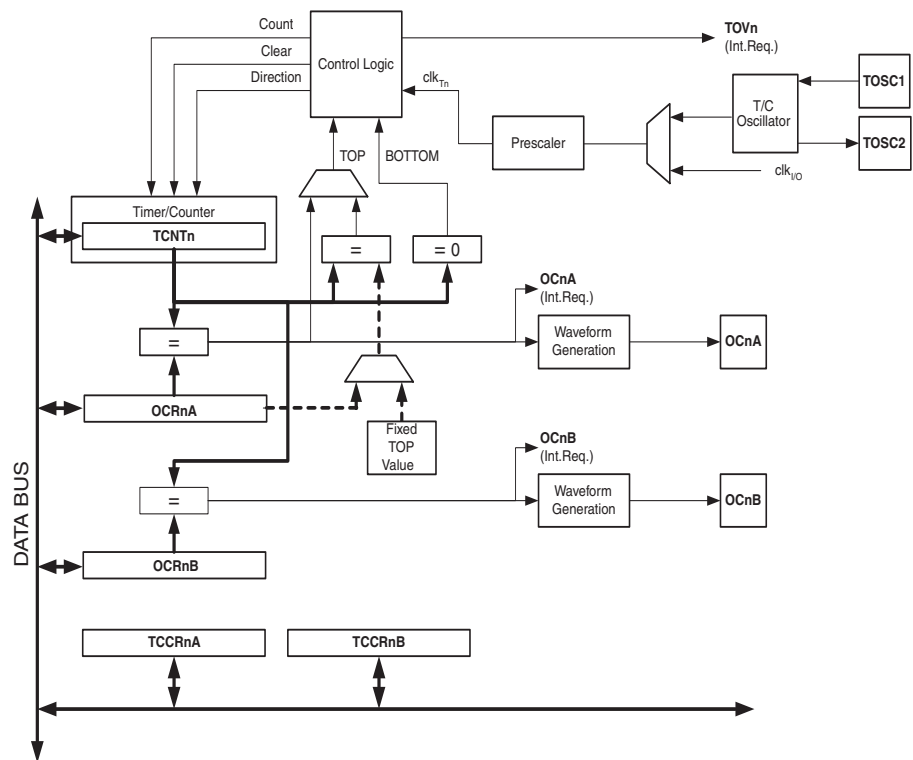 Count
Clear
Direction
Control Logic
clk_Tn
TOVn
(Int.Req.)
TOSC1
T/C
Oscillator
TOSC2
Prescaler
clk_I/O
TOP
BOTTOM
Timer/Counter
TCNTn
=
= 0
OCnA
(Int.Req.)
=
Waveform
Generation
OCnA
OCRnA
Fixed
TOP
Value
OCnB
(Int.Req.)
=
Waveform
Generation
OCnB
OCRnB
DATA BUS
TCCRnA
TCCRnB